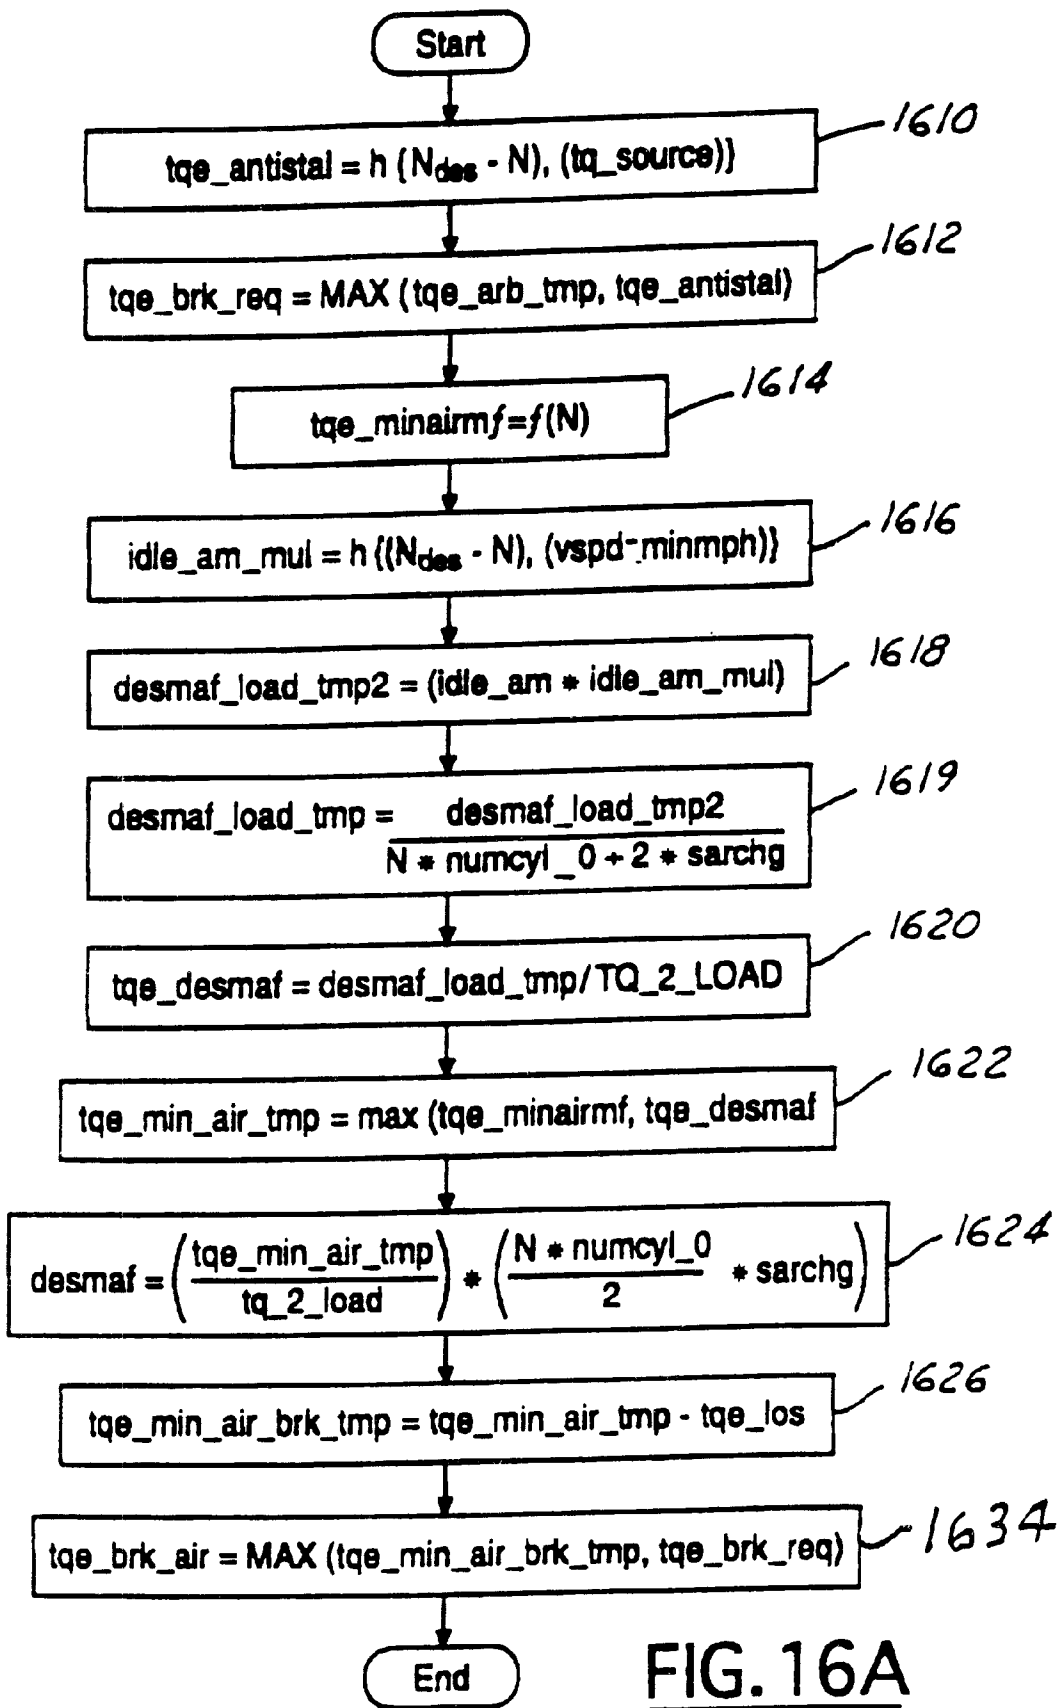 Start
tqe_antistal = h {N_des - N), (tq_source)}
1610
tqe_brk_req = MAX (tqe_arb_tmp, tqe_antistal)
1612
tqe_minairmf=f(N)
1614
idle_am_mul = h {(N_des - N), (vspd-minmph)}
1616
desmaf_load_tmp2 = (idle_am * idle_am_mul)
1618
desmaf_load_tmp = desmaf_load_tmp2
N * numcyl_0 ÷ 2 * sarchg
1619
tqe_desmaf = desmaf_load_tmp/TQ_2_LOAD
1620
tqe_min_air_tmp = max (tqe_minairmf, tqe_desmaf
1622
desmaf = (tqe_min_air_tmp / tq_2_load) * (N * numcyl_0 / 2 * sarchg)
1624
tqe_min_air_brk_tmp = tqe_min_air_tmp - tqe_los
1626
tqe_brk_air = MAX (tqe_min_air_brk_tmp, tqe_brk_req)
1634
End
FIG. 16A